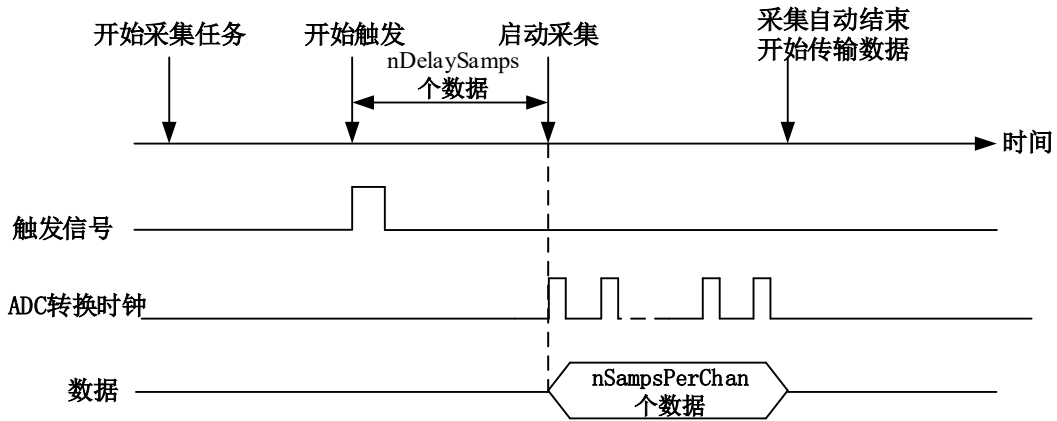 开始采集任务
开始触发
启动采集
采集自动结束
开始传输数据
nDelaySamps
个数据
时间
触发信号
ADC转换时钟
数据
nSampsPerChan
个数据